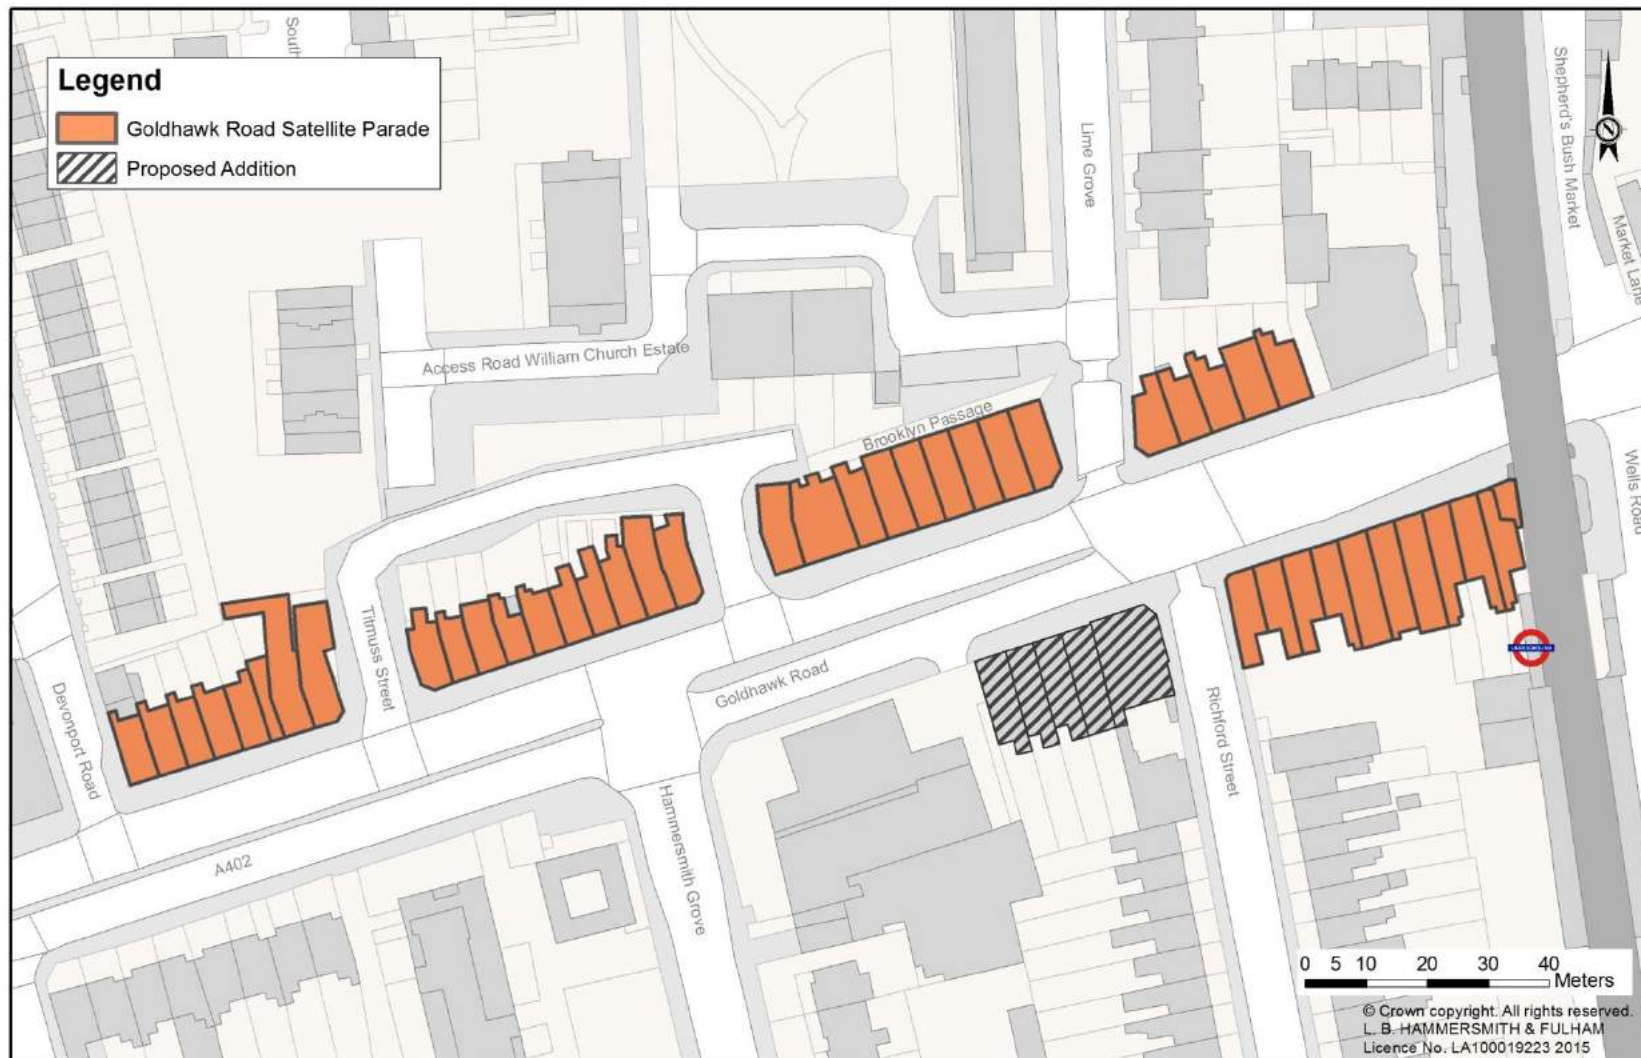 South
Legend
Goldhawk Road Satellite Parade
Proposed Addition
Lime Grove
Shepherd's Bush Market
Market Lane
Access Road William Church Estate
Brooklyn Passage
Wells Road
Titmuss Street
Devonport Road
Goldhawk Road
Richford Street
Hammersmith Grove
A402
0 5 10 20 30 40
Meters
© Crown copyright. All rights reserved.
L. B. HAMMERSMITH & FULHAM
Licence No. LA100019223 2015